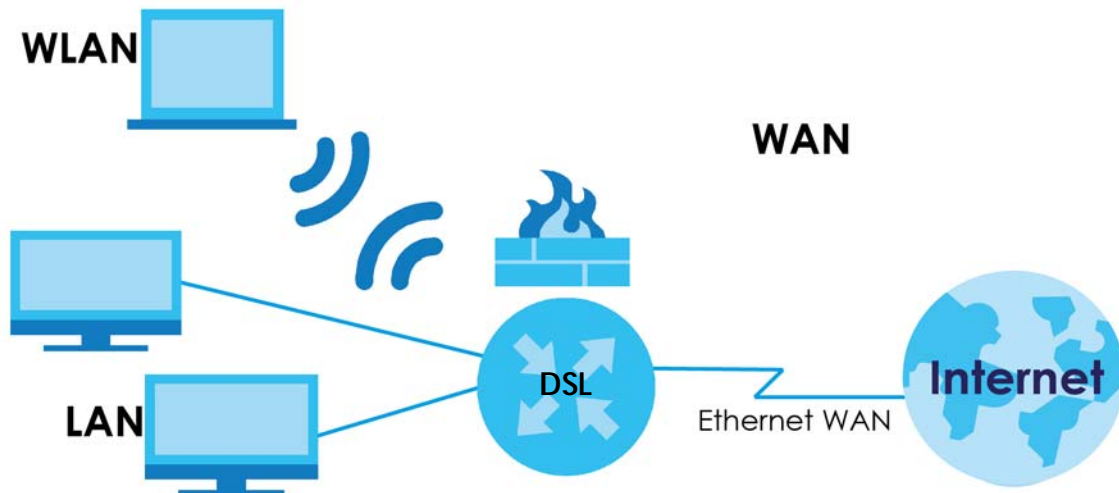 WLAN
WAN
DSL
Internet
Ethernet WAN
LAN